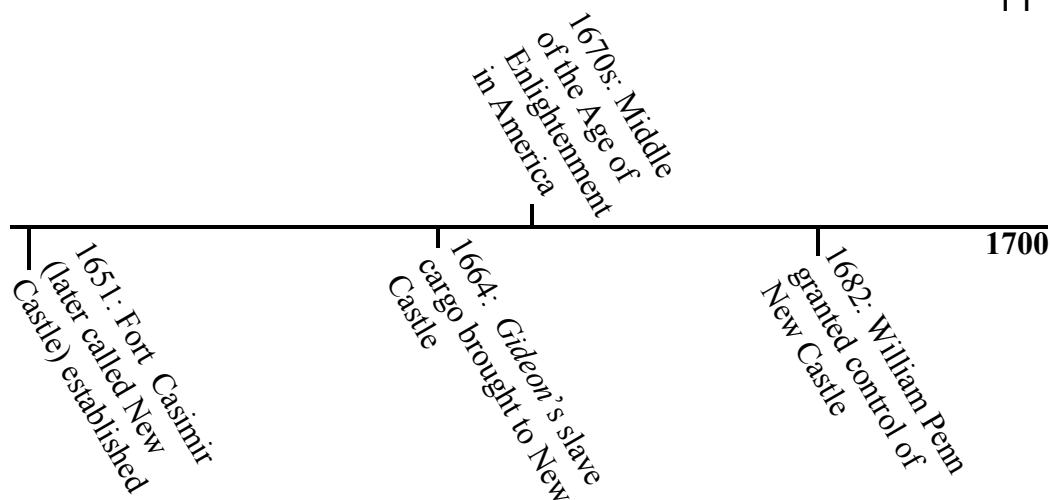 1670s: Middle
of the Age of
Enlightenment
in America
1700
1651: Fort Casimir
(later called New
Castle) established
1664: Gideon's slave
cargo brought to New
Castle
1682: William Penn
granted control of
New Castle